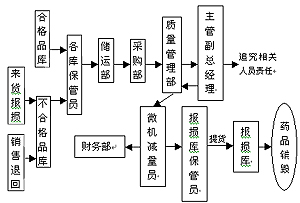 合格品库
来货报损
不合格品库
销售退回
各库保管员
储运部
采购部
质量管理部
主管副总经理
追究相关
人员责任
财务部
微机减量员
报损库保管员
提货
报损库
药品销毁